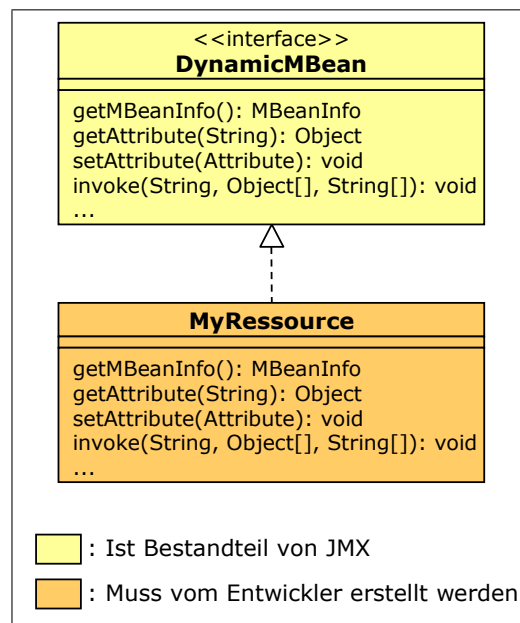 <<interface>>
DynamicMBean
getMBeanInfo(): MBeanInfo
getAttribute(String): Object
setAttribute(Attribute): void
invoke(String, Object[], String[]): void
...
MyRessource
getMBeanInfo(): MBeanInfo
getAttribute(String): Object
setAttribute(Attribute): void
invoke(String, Object[], String[]): void
...
: Ist Bestandteil von JMX
: Muss vom Entwickler erstellt werden